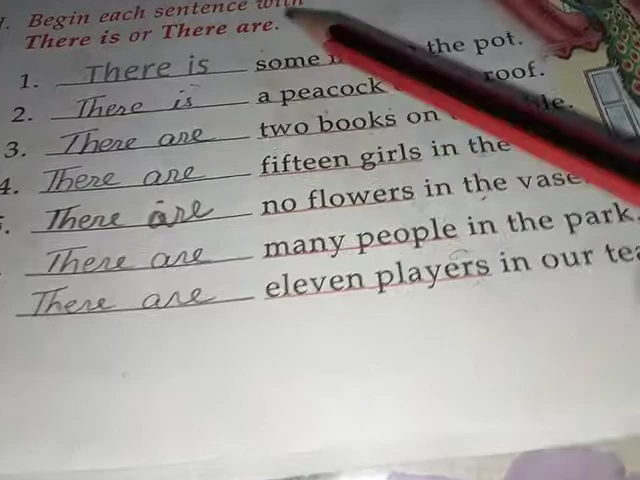 Begin each sentence with
There is or There are.
1. There is some the pot.
2. There is a peacock roof.
3. There are two books on
4. There are fifteen girls in the
There are no flowers in the vase.
There are many people in the park.
There are eleven players in our